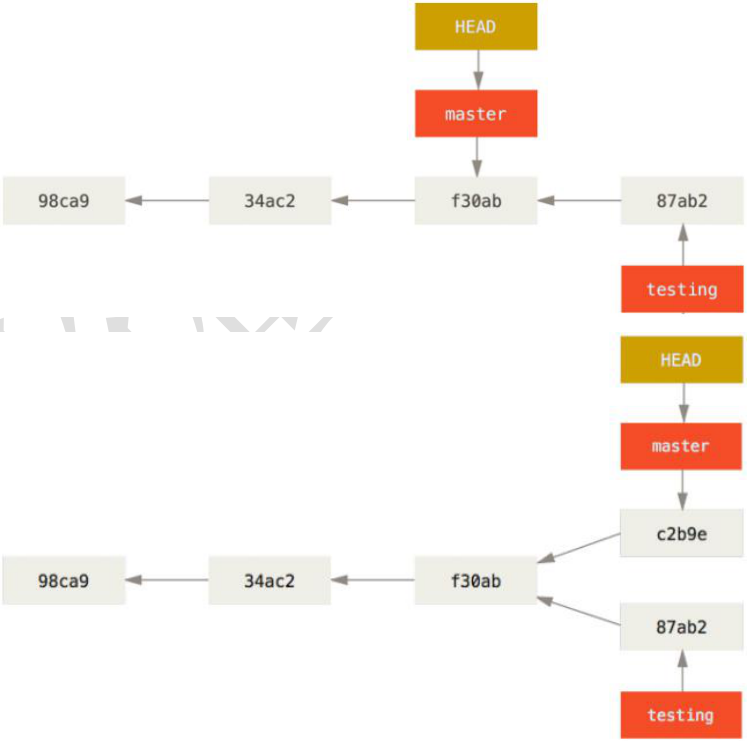 HEAD
master
98ca9 34ac2 f30ab 87ab2
testing
HEAD
master
c2b9e
98ca9 34ac2 f30ab
87ab2
testing